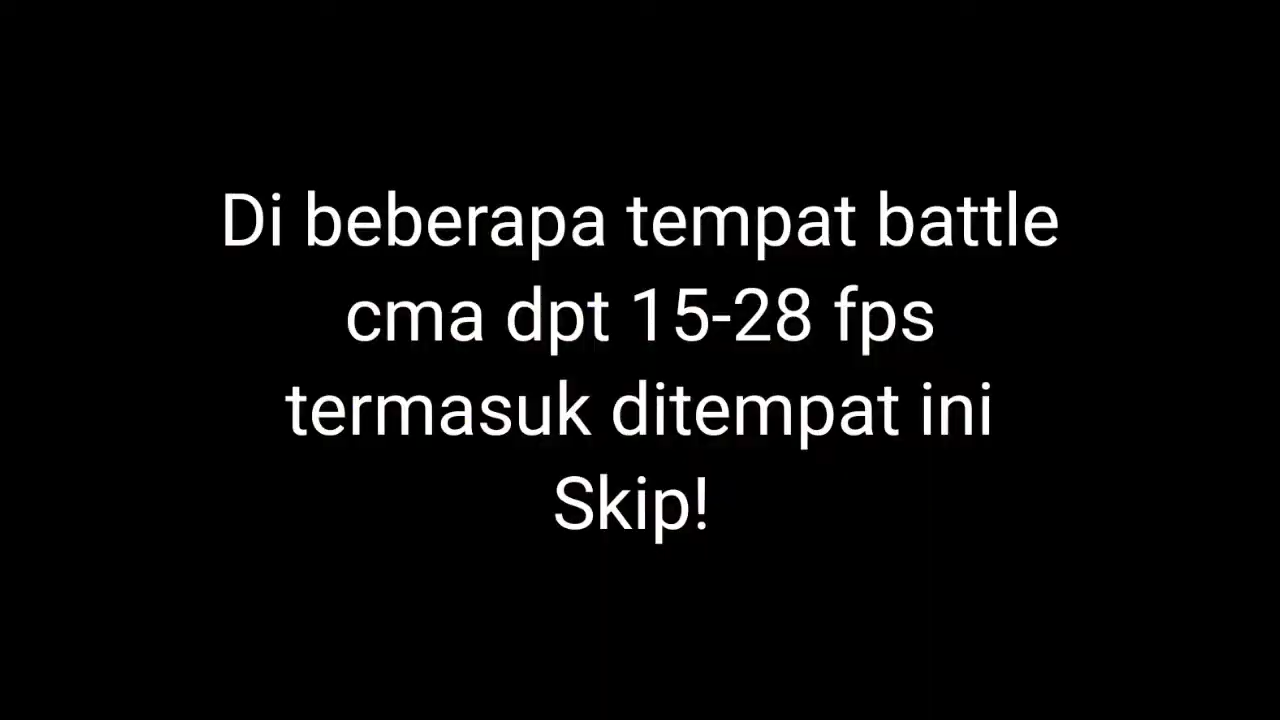 Di beberapa tempat battle
cma dpt 15-28 fps
termasuk ditempat ini
Skip!